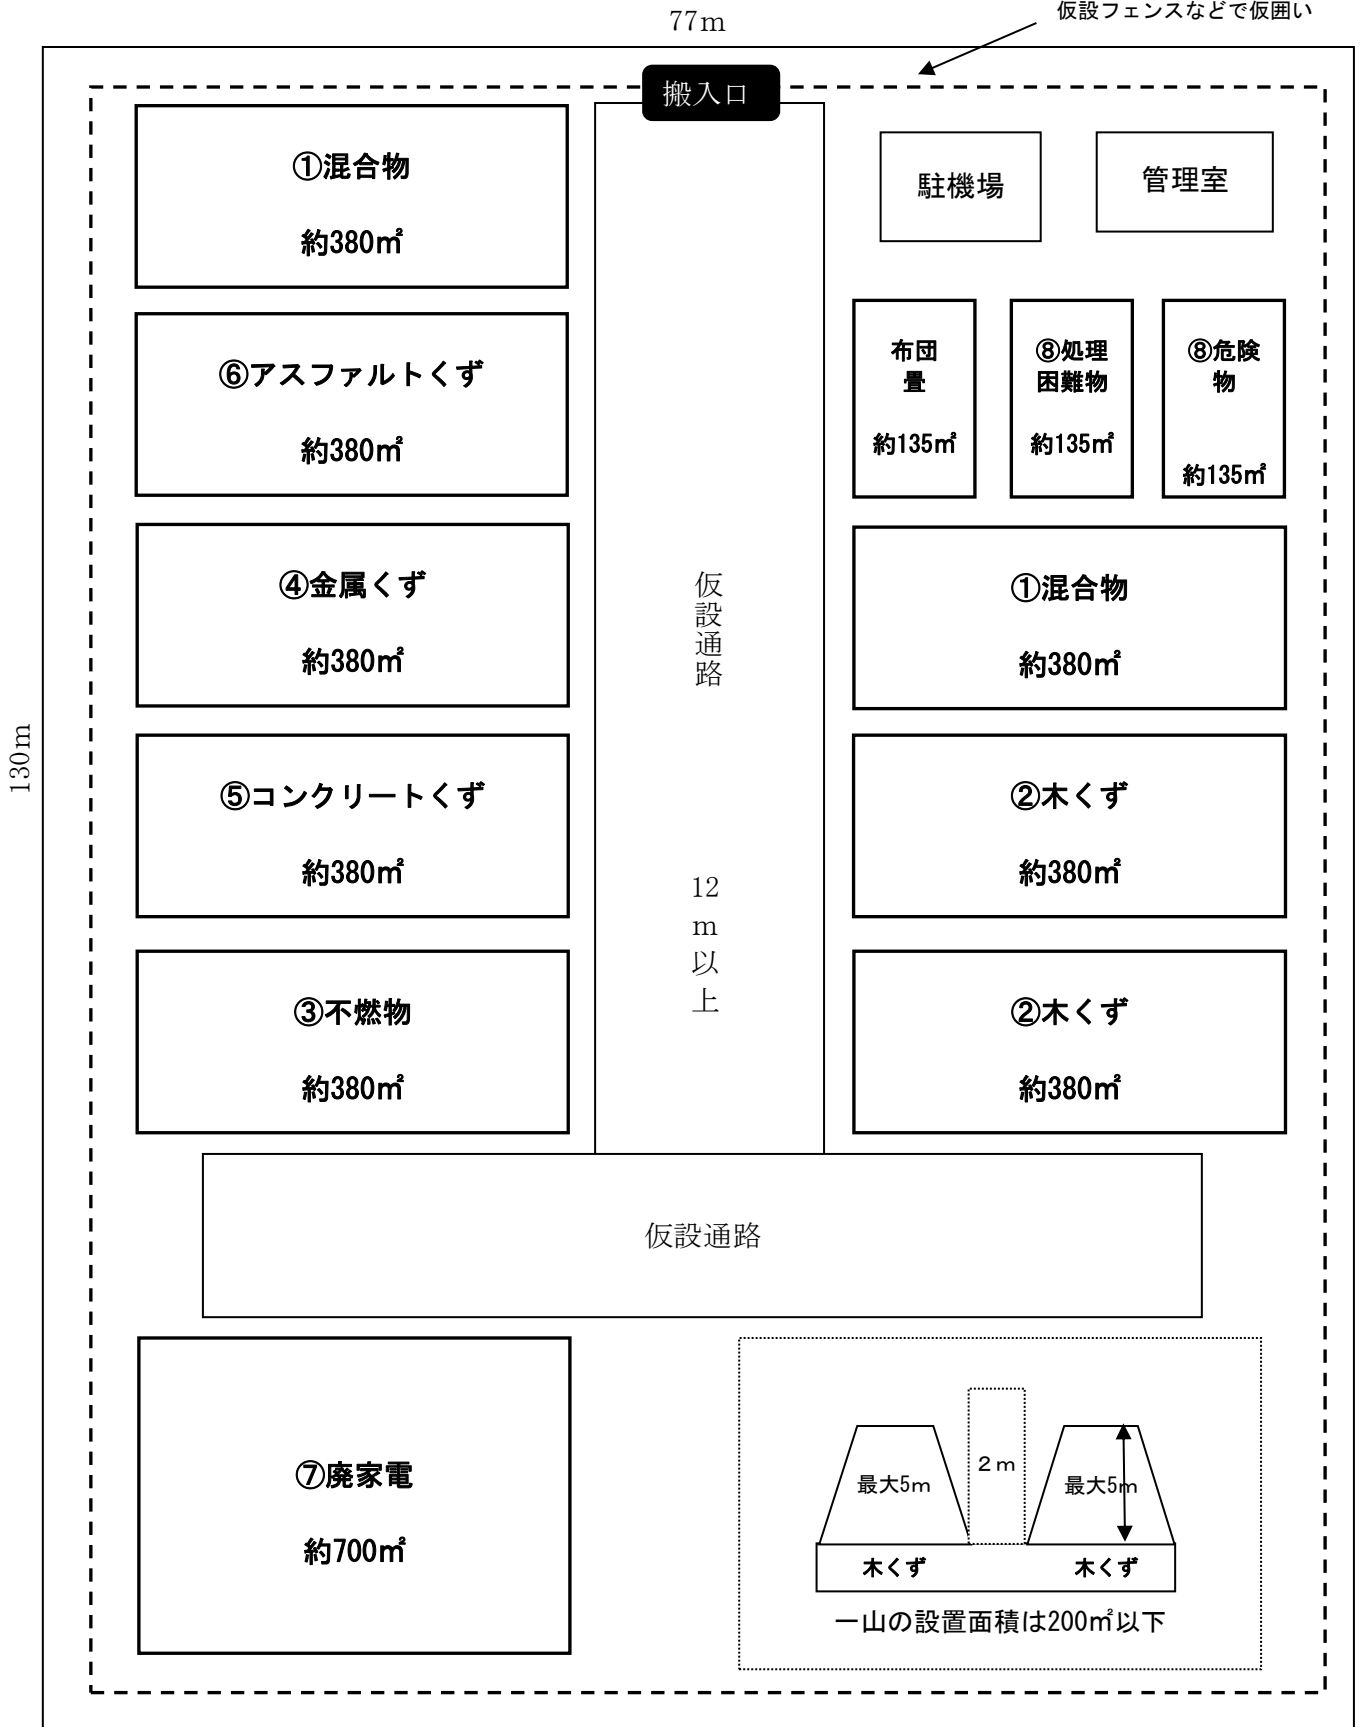 77m
仮設フェンスなどで仮囲い
搬入口
①混合物
約380㎡
駐機場
管理室
⑥アスファルトくず
約380㎡
布団
畳
約135㎡
⑧処理
困難物
約135㎡
⑧危険
物
約135㎡
④金属くず
約380㎡
仮設通路
①混合物
約380㎡
130m
⑤コンクリートくず
約380㎡
12
m
以
上
②木くず
約380㎡
③不燃物
約380㎡
②木くず
約380㎡
仮設通路
⑦廃家電
約700㎡
最大5m
2m
最大5m
木くず
木くず
一山の設置面積は200㎡以下